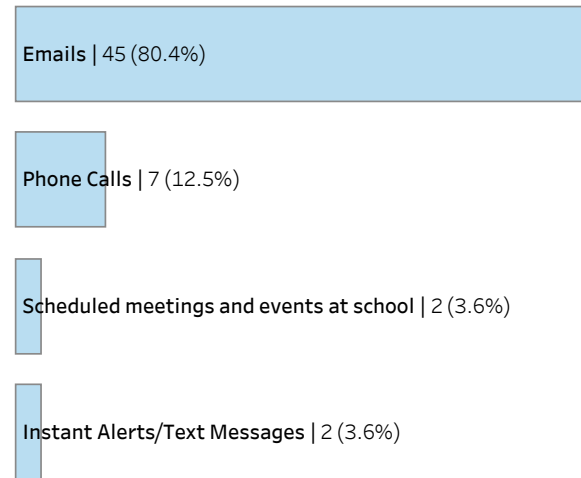 Emails | 45 (80.4%)
Phone Calls | 7 (12.5%)
Scheduled meetings and events at school | 2 (3.6%)
Instant Alerts/Text Messages | 2 (3.6%)